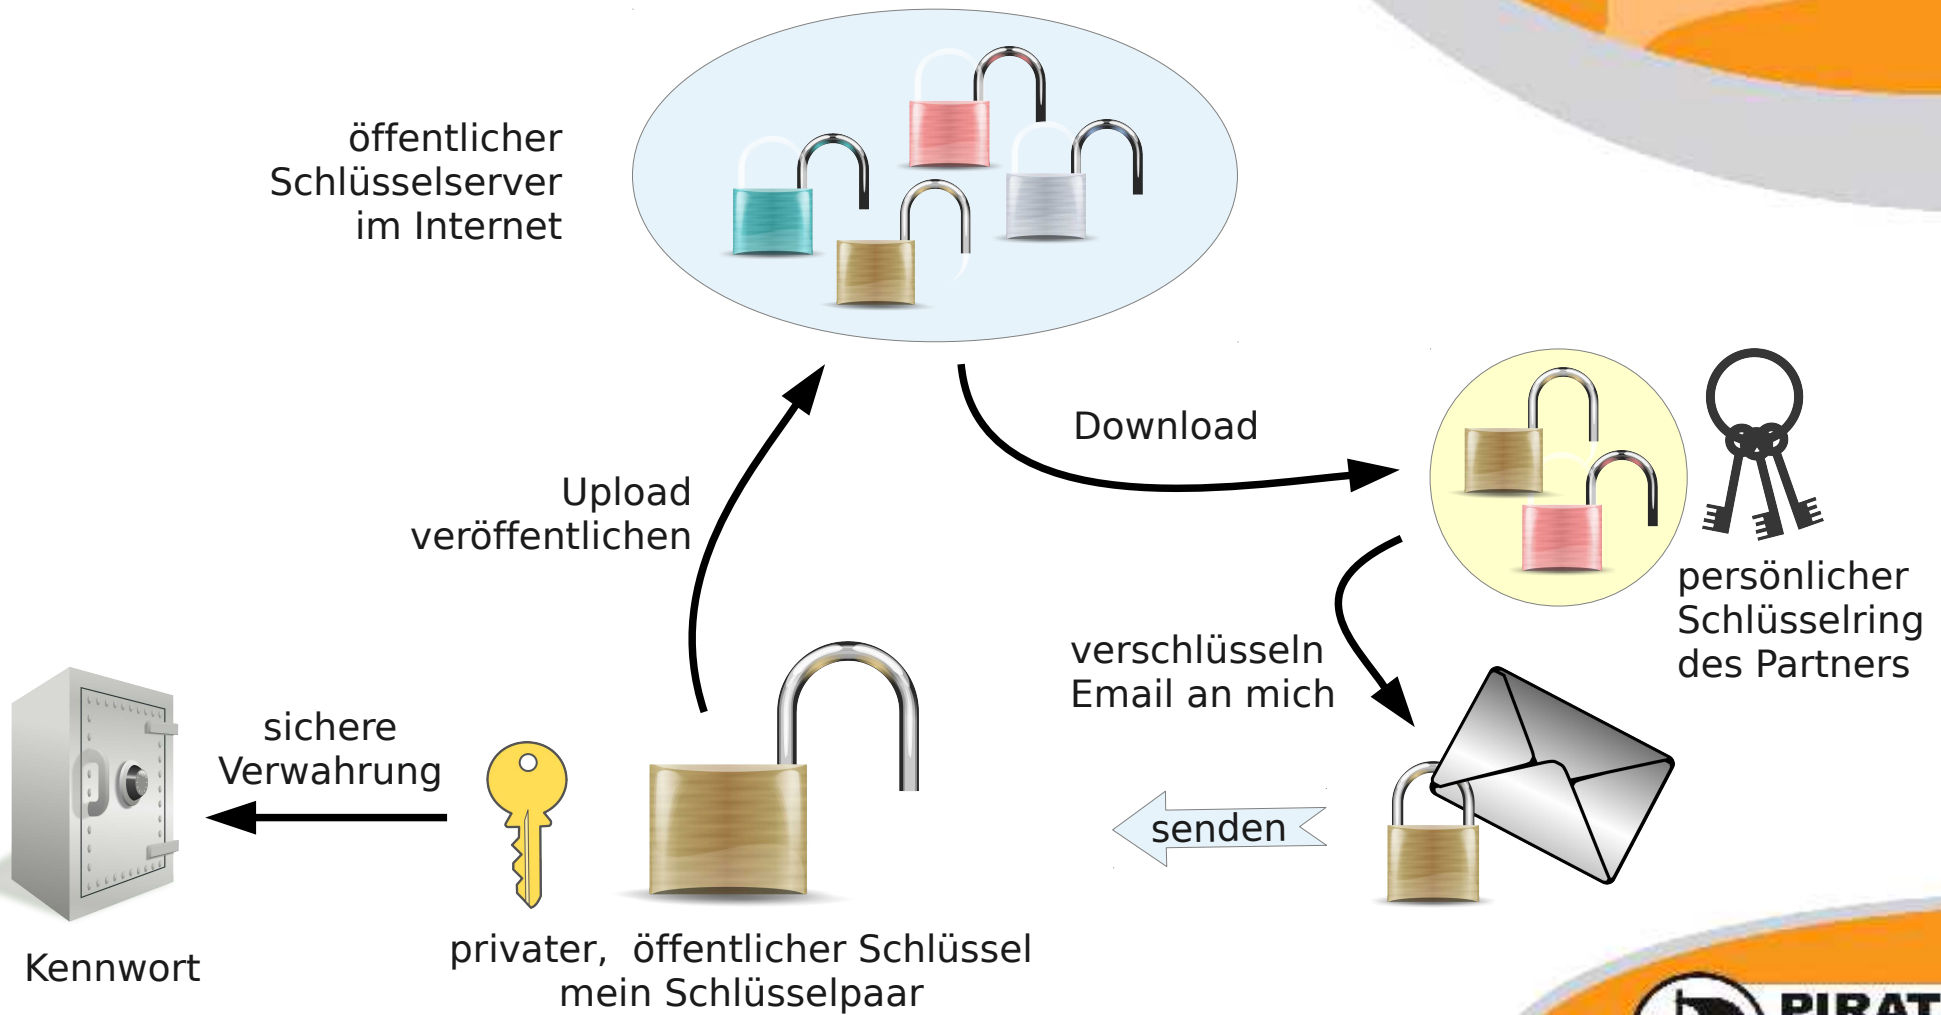 öffentlicher
Schlüsselserver
im Internet
Download
Upload
veröffentlichen
persönlicher
Schlüsselring
des Partners
verschlüsseln
Email an mich
sichere
Verwahrung
senden
privater,  öffentlicher Schlüssel
mein Schlüsselpaar
Kennwort
PIRAT